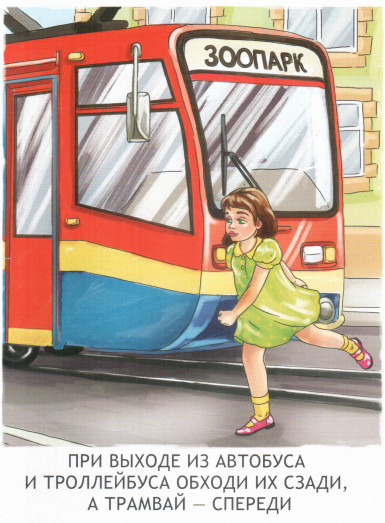 ЗООПАРК
ПРИ ВЫХОДЕ ИЗ АВТОБУСА
И ТРОЛЛЕЙБУСА ОБХОДИ ИХ СЗАДИ,
А ТРАМВАЙ — СПЕРЕДИ